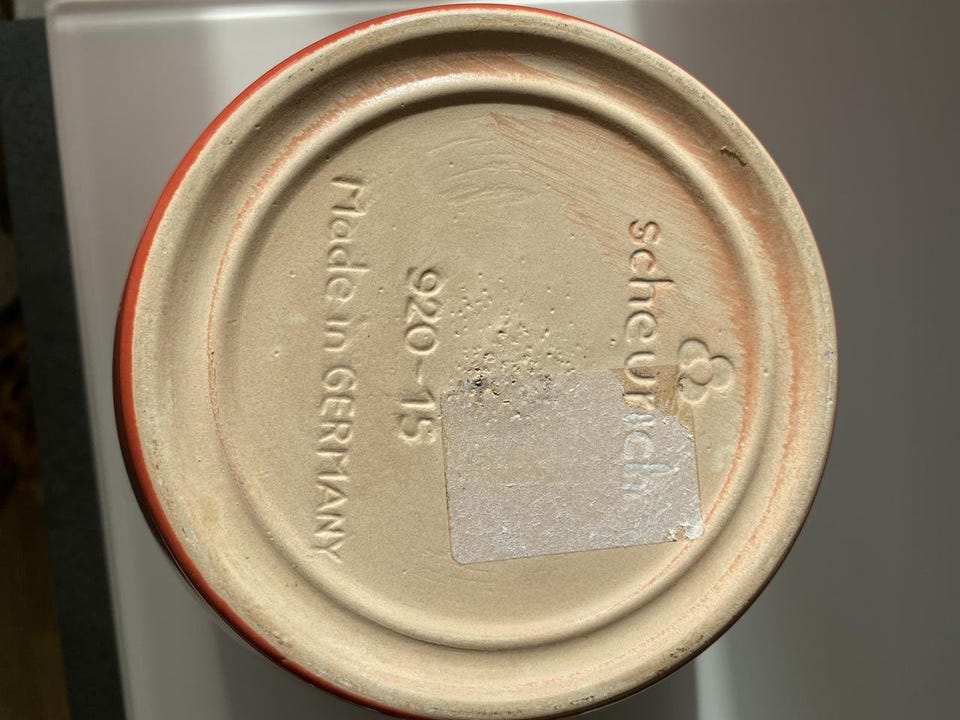 scheurich
920-15
Made in GERMANY